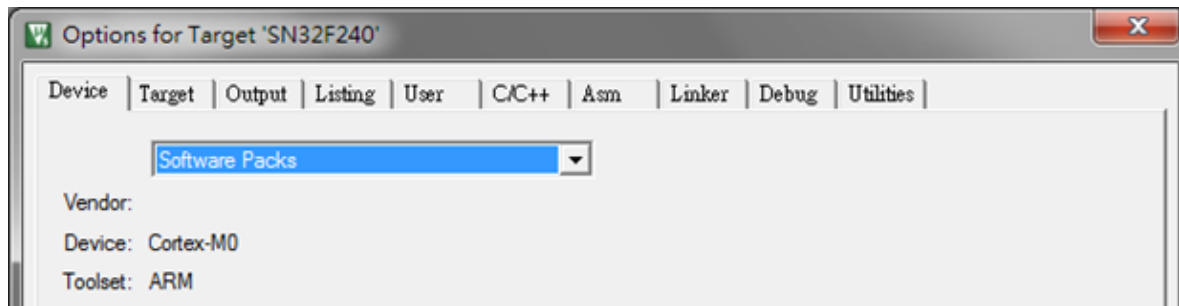 Options for Target 'SN32F240'
Device Target Output Listing User C/C++ Asm Linker Debug Utilities
Software Packs
Vendor:
Device: Cortex-M0
Toolset: ARM